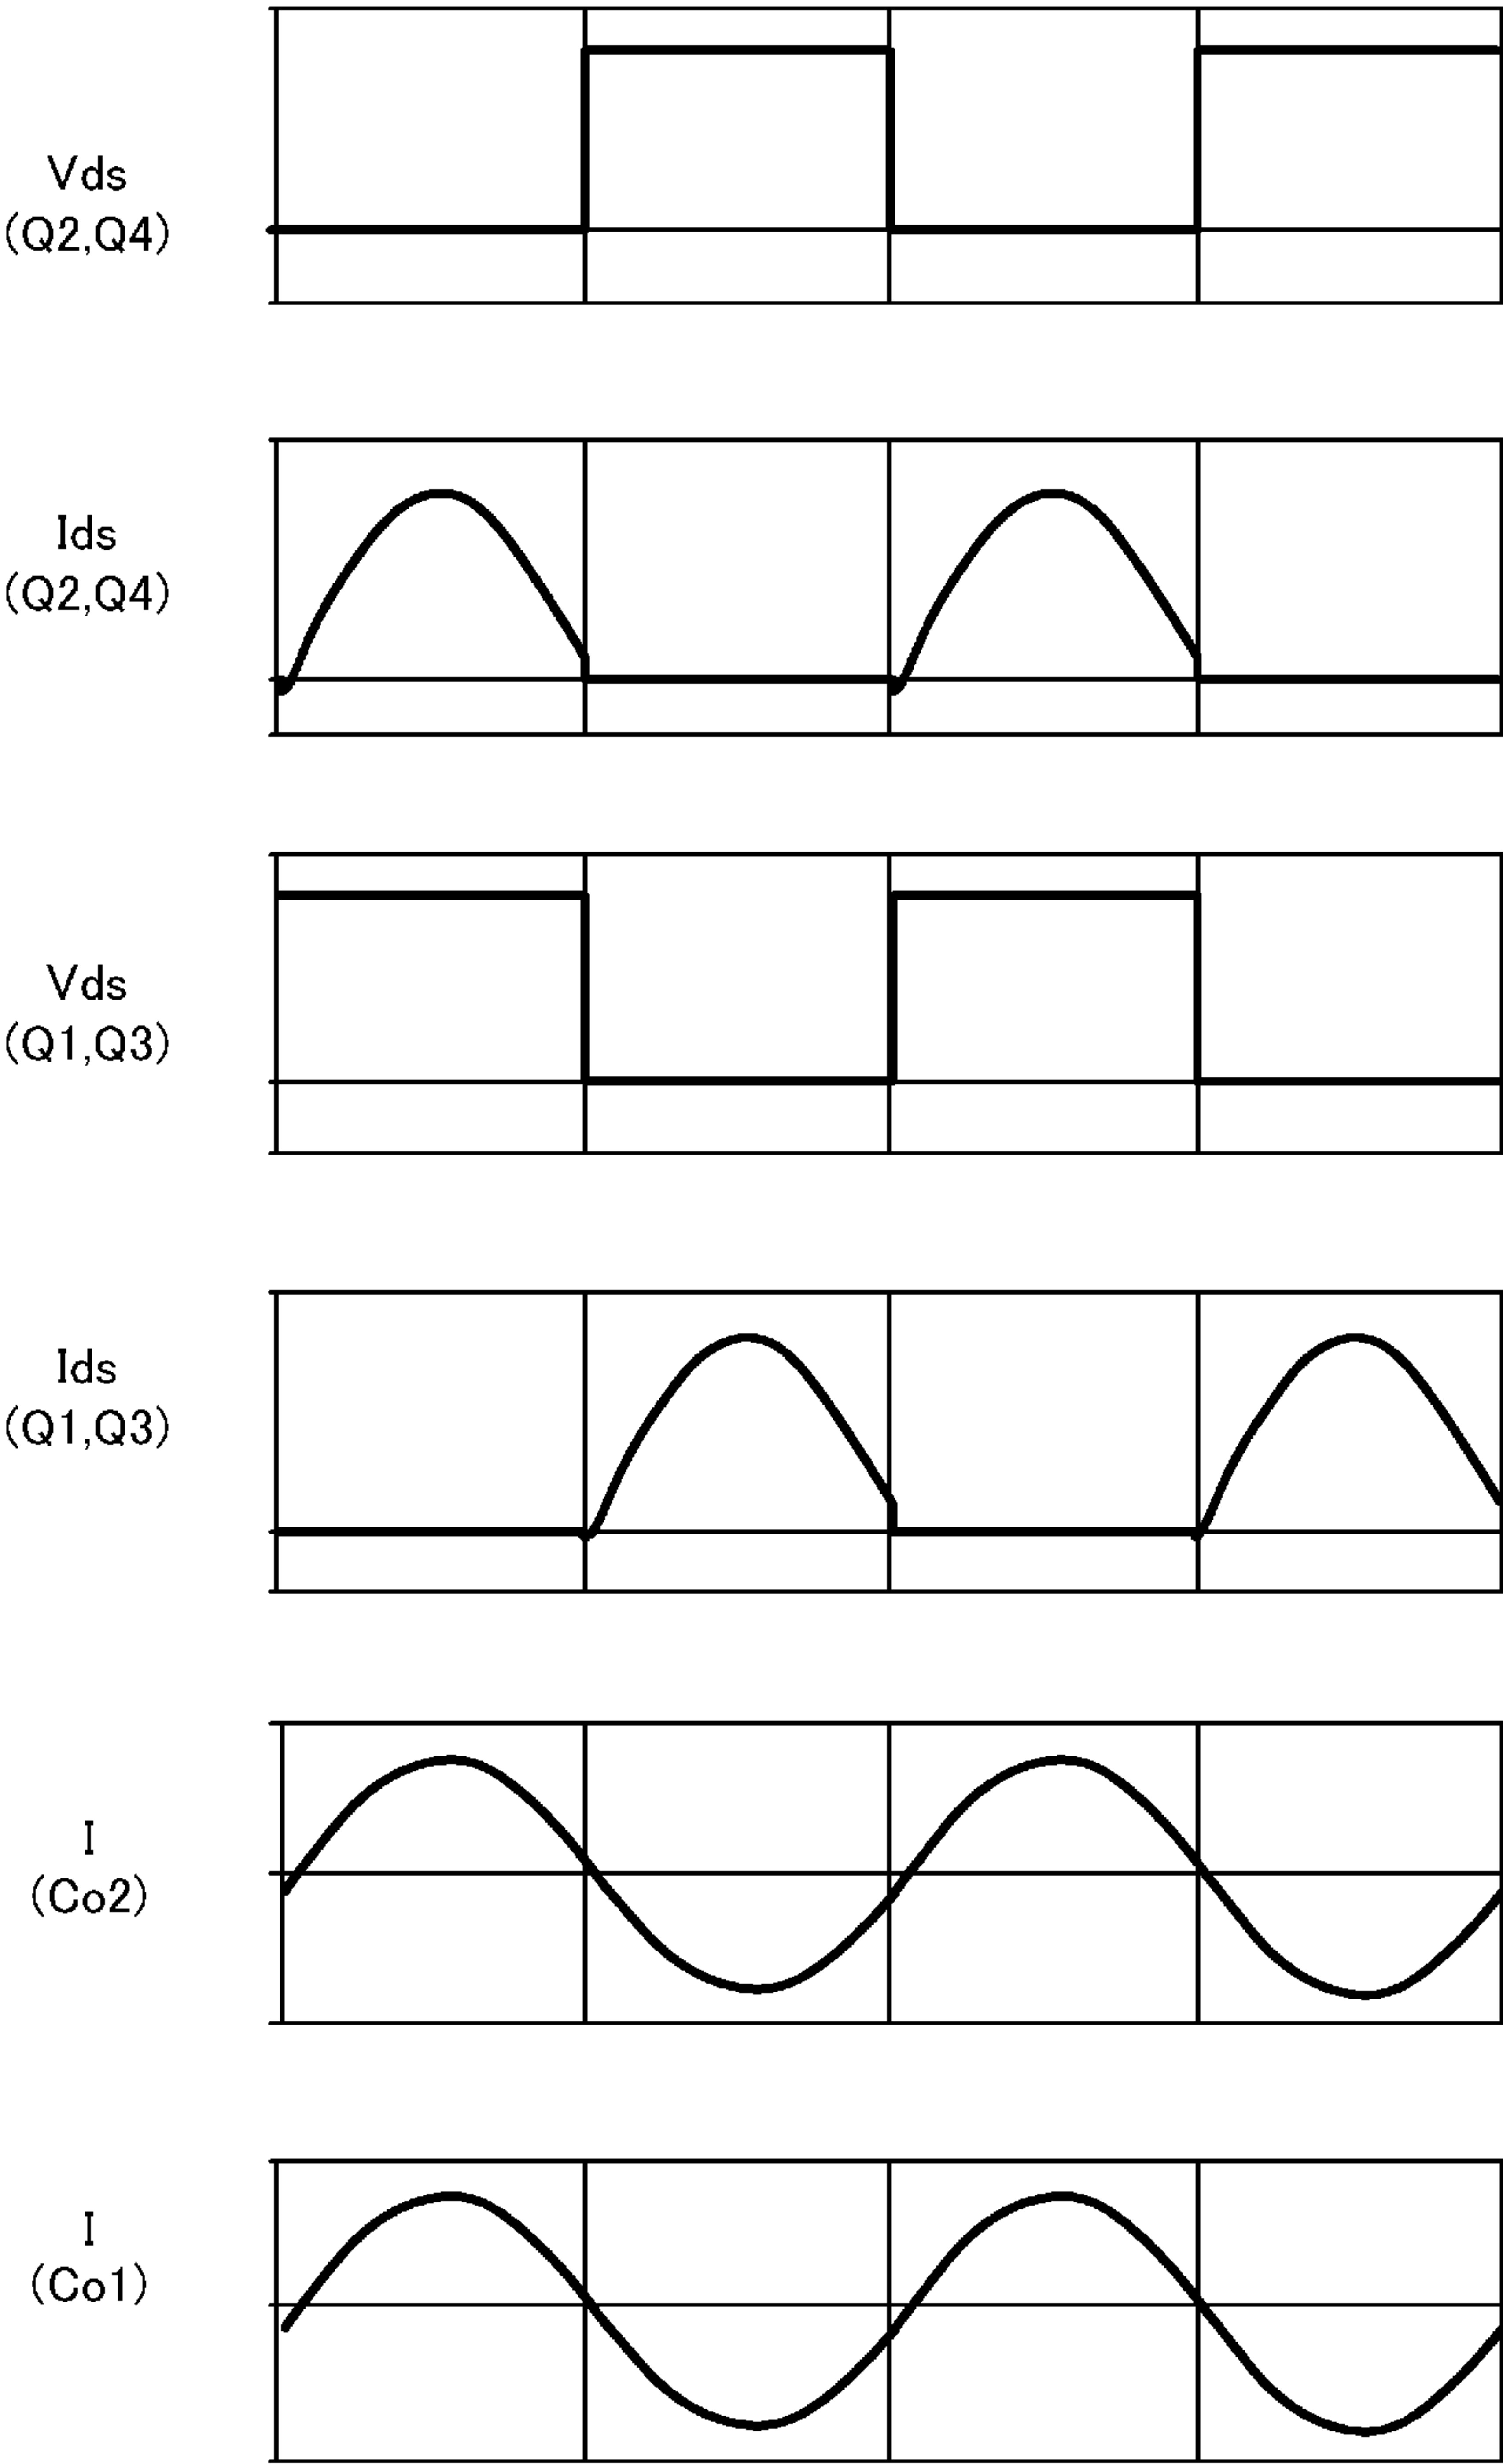 Vds
(Q2,Q4)
Ids
(Q2,Q4)
Vds
(Q1,Q3)
Ids
(Q1,Q3)
I
(Co2)
I
(Co1)